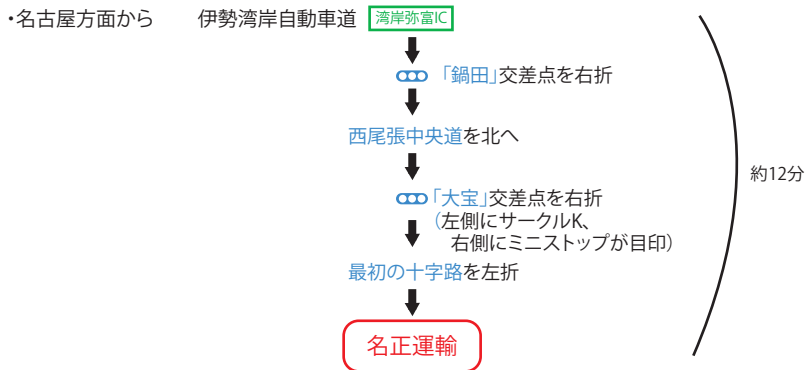 ・名古屋方面から 伊勢湾岸自動車道 湾岸弥富IC
「鍋田」交差点を右折
西尾張中央道を北へ
「大宝」交差点を右折
(左側にサークルK、
右側にミニストップが目印)
約12分
最初の十字路を左折
名正運輸